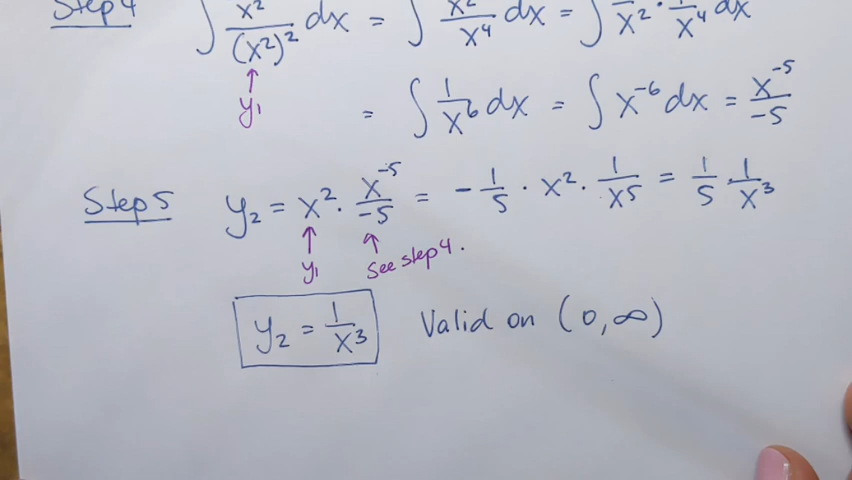 Step 4 ∫ x²/(x²)² dx = ∫ x²/x⁴ dx = ∫ x² · 1/x⁴ dx
y₁
= ∫ 1/x⁶ dx = ∫ x⁻⁶ dx = x⁻⁵/-5
Step 5 y₂ = x² · x⁻⁵/-5 = -1/5 · x² · 1/x⁵ = 1/5 · 1/x³
y₁ See step 4.
y₂ = 1/x³ Valid on (0, ∞)